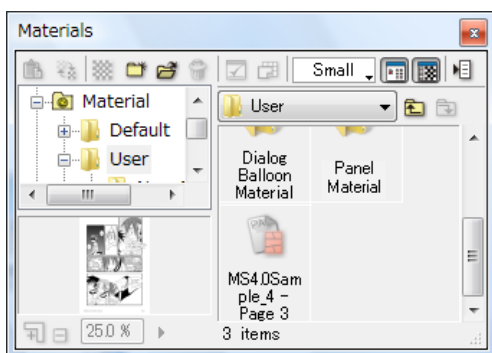 Materials
Small
Material
User
Default
User
Dialog
Balloon
Material
Panel
Material
MS4.0Sam
ple_4 -
Page 3
25.0 %
3 items